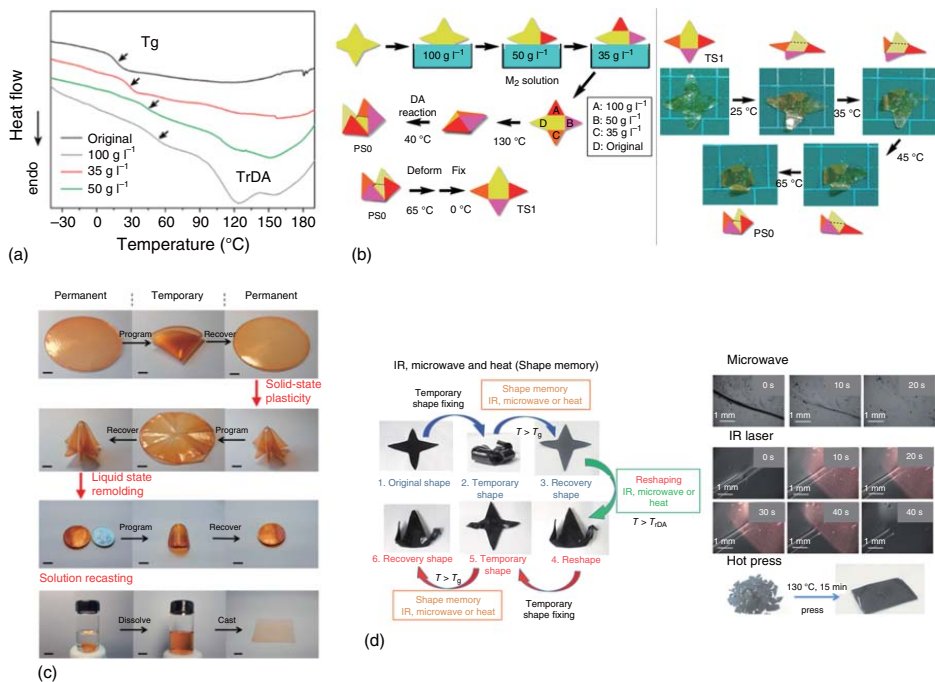 Tg
Heat flow
endo
Original
100 g l⁻¹
35 g l⁻¹
50 g l⁻¹
TrDA
–40 0 30 60 90 120 150 180
Temperature (°C)
(a)
100 g l⁻¹
50 g l⁻¹
35 g l⁻¹
M₂ solution
A
D B
C
A: 100 g l⁻¹
B: 50 g l⁻¹
C: 35 g l⁻¹
D: Original
130 °C
DA
reaction
40 °C
PS0
PS0
Deform
65 °C
Fix
0 °C
TS1
TS1
25 °C
35 °C
45 °C
65 °C
PS0
(b)
Permanent Temporary Permanent
Program Recover
Solid-state
plasticity
Recover Program
Liquid state
remolding
Program Recover
Solution recasting
Dissolve Cast
(c)
IR, microwave and heat (Shape memory)
Temporary
shape fixing
Shape memory
IR, microwave or heat
T > Tg
1. Original shape
2. Temporary
shape
3. Recovery shape
Reshaping
IR, microwave or
heat
T > TrDA
6. Recovery shape
5. Temporary
shape
4. Reshape
T > Tg
Shape memory
IR, microwave or heat
Temporary
shape fixing
(d)
Microwave
0 s 10 s 20 s
1 mm 1 mm 1 mm
IR laser
0 s 10 s 20 s
1 mm 1 mm 1 mm
30 s 40 s 40 s
1 mm 1 mm 1 mm
Hot press
130 °C, 15 min
press